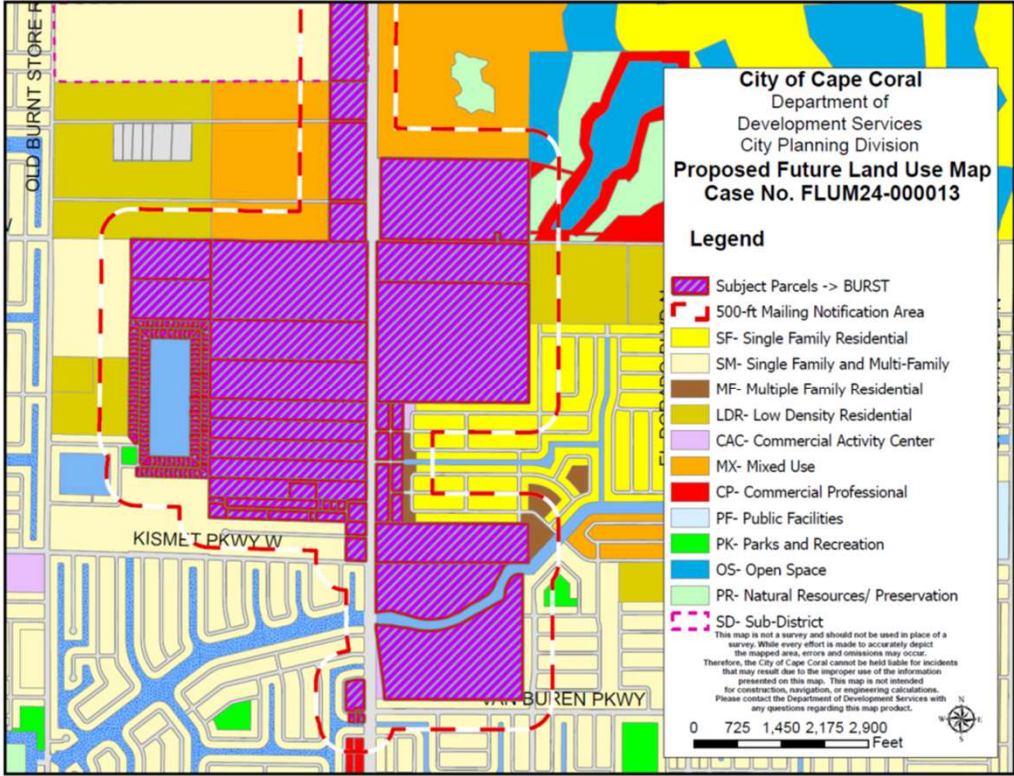 OLD BURNT STORE R
City of Cape Coral
Department of
Development Services
City Planning Division
Proposed Future Land Use Map
Case No. FLUM24-000013
Legend
Subject Parcels -> BURST
500-ft Mailing Notification Area
SF- Single Family Residential
SM- Single Family and Multi-Family
MF- Multiple Family Residential
LDR- Low Density Residential
CAC- Commercial Activity Center
MX- Mixed Use
CP- Commercial Professional
PF- Public Facilities
PK- Parks and Recreation
OS- Open Space
PR- Natural Resources/ Preservation
SD- Sub-District
This map is not a survey and should not be used in place of a
survey. While every effort is made to accurately depict
the mapped area, errors and omissions may occur.
Therefore, the City of Cape Coral cannot be held liable for incidents
that may result due to the improper use of the information
presented on this map. This map is not intended
for construction, navigation, or engineering calculations.
Please contact the Department of Development Services with
any questions regarding this map product.
N
W
E
S
0 725 1,450 2,175 2,900
Feet
KISMET PKWY W
VAN BUREN PKWY